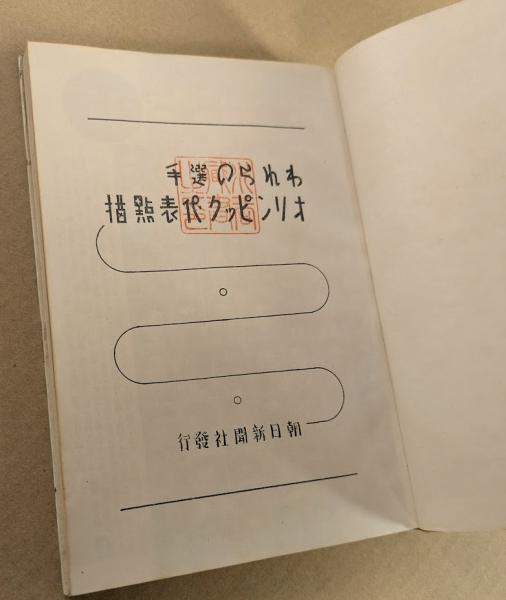 われらの選手
オリンピック代表點描
朝日新聞社發行